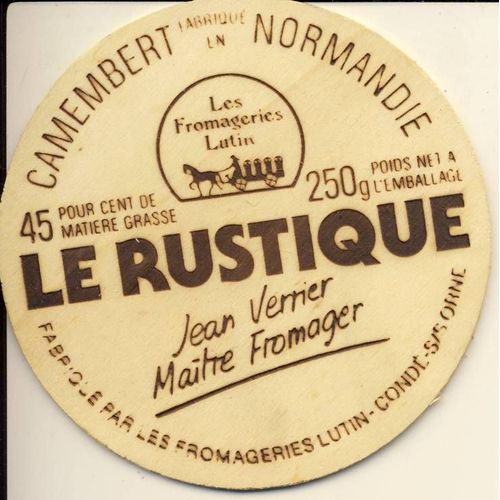 CAMEMBERT FABRIQUÉ EN NORMANDIE
Les
Fromageries
Lutin
45 POUR CENT DE
MATIERE GRASSE
250g POIDS NET A
L'EMBALLAGE
LE RUSTIQUE
Jean Verrier
Maître Fromager
FABRIQUE PAR LES FROMAGERIES LUTIN-CONDÉ-S/S ORNE